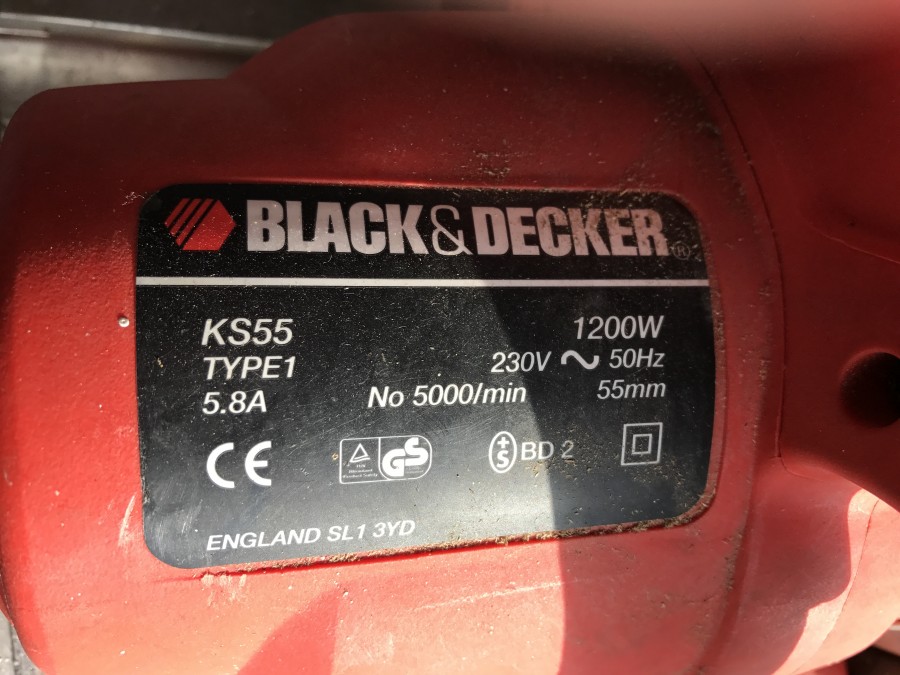 BLACK&DECKER®
KS55 1200W
TYPE1 230V ~ 50Hz
5.8A No 5000/min 55mm
CE GS +S BD 2
ENGLAND SL1 3YD